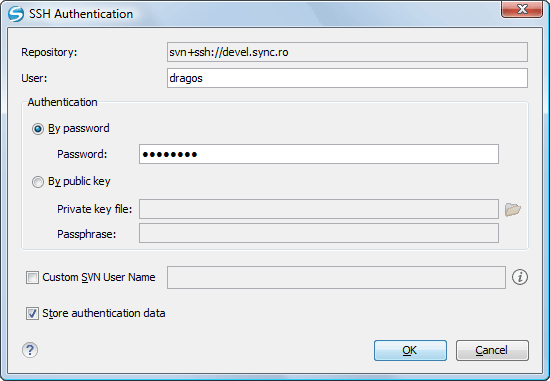 SSH Authentication
Repository: svn+ssh://devel.sync.ro
User: dragos
Authentication
By password
Password: ●●●●●●●●
By public key
Private key file:
Passphrase:
Custom SVN User Name
Store authentication data
OK Cancel